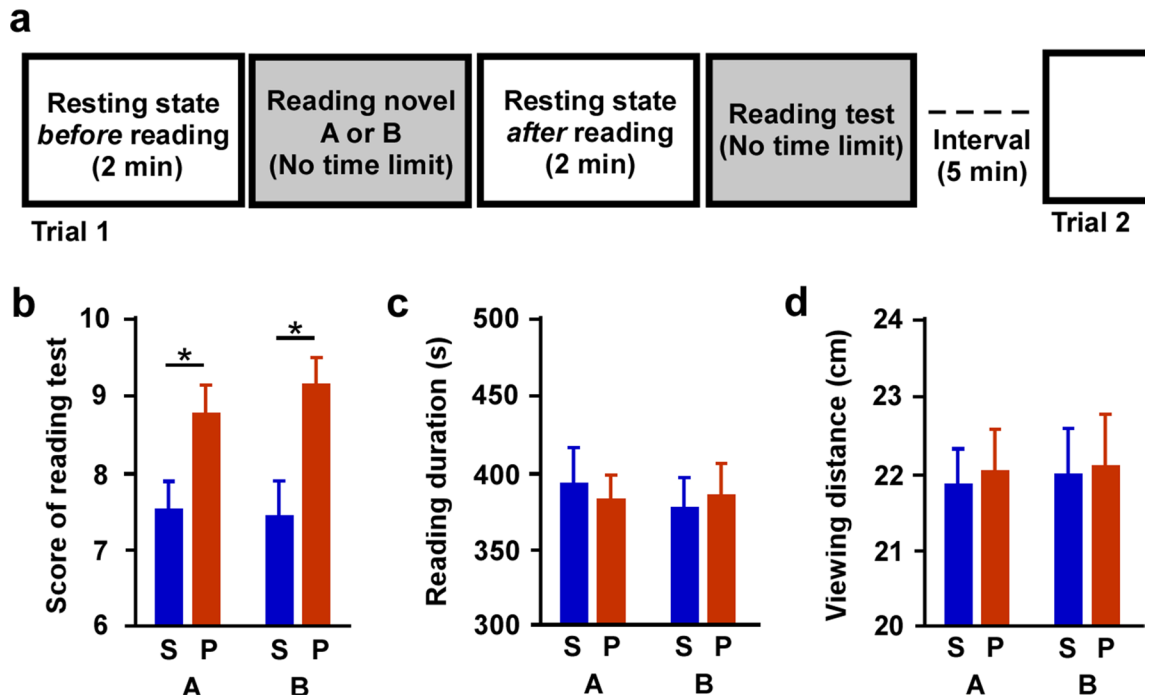 a
Resting state
before reading
(2 min)
Reading novel
A or B
(No time limit)
Resting state
after reading
(2 min)
Reading test
(No time limit)
Interval
(5 min)
Trial 1
Trial 2
b
Score of reading test
10
9
8
7
6
*
*
S P S P
A B
c
Reading duration (s)
500
450
400
350
300
S P S P
A B
d
Viewing distance (cm)
24
23
22
21
20
S P S P
A B